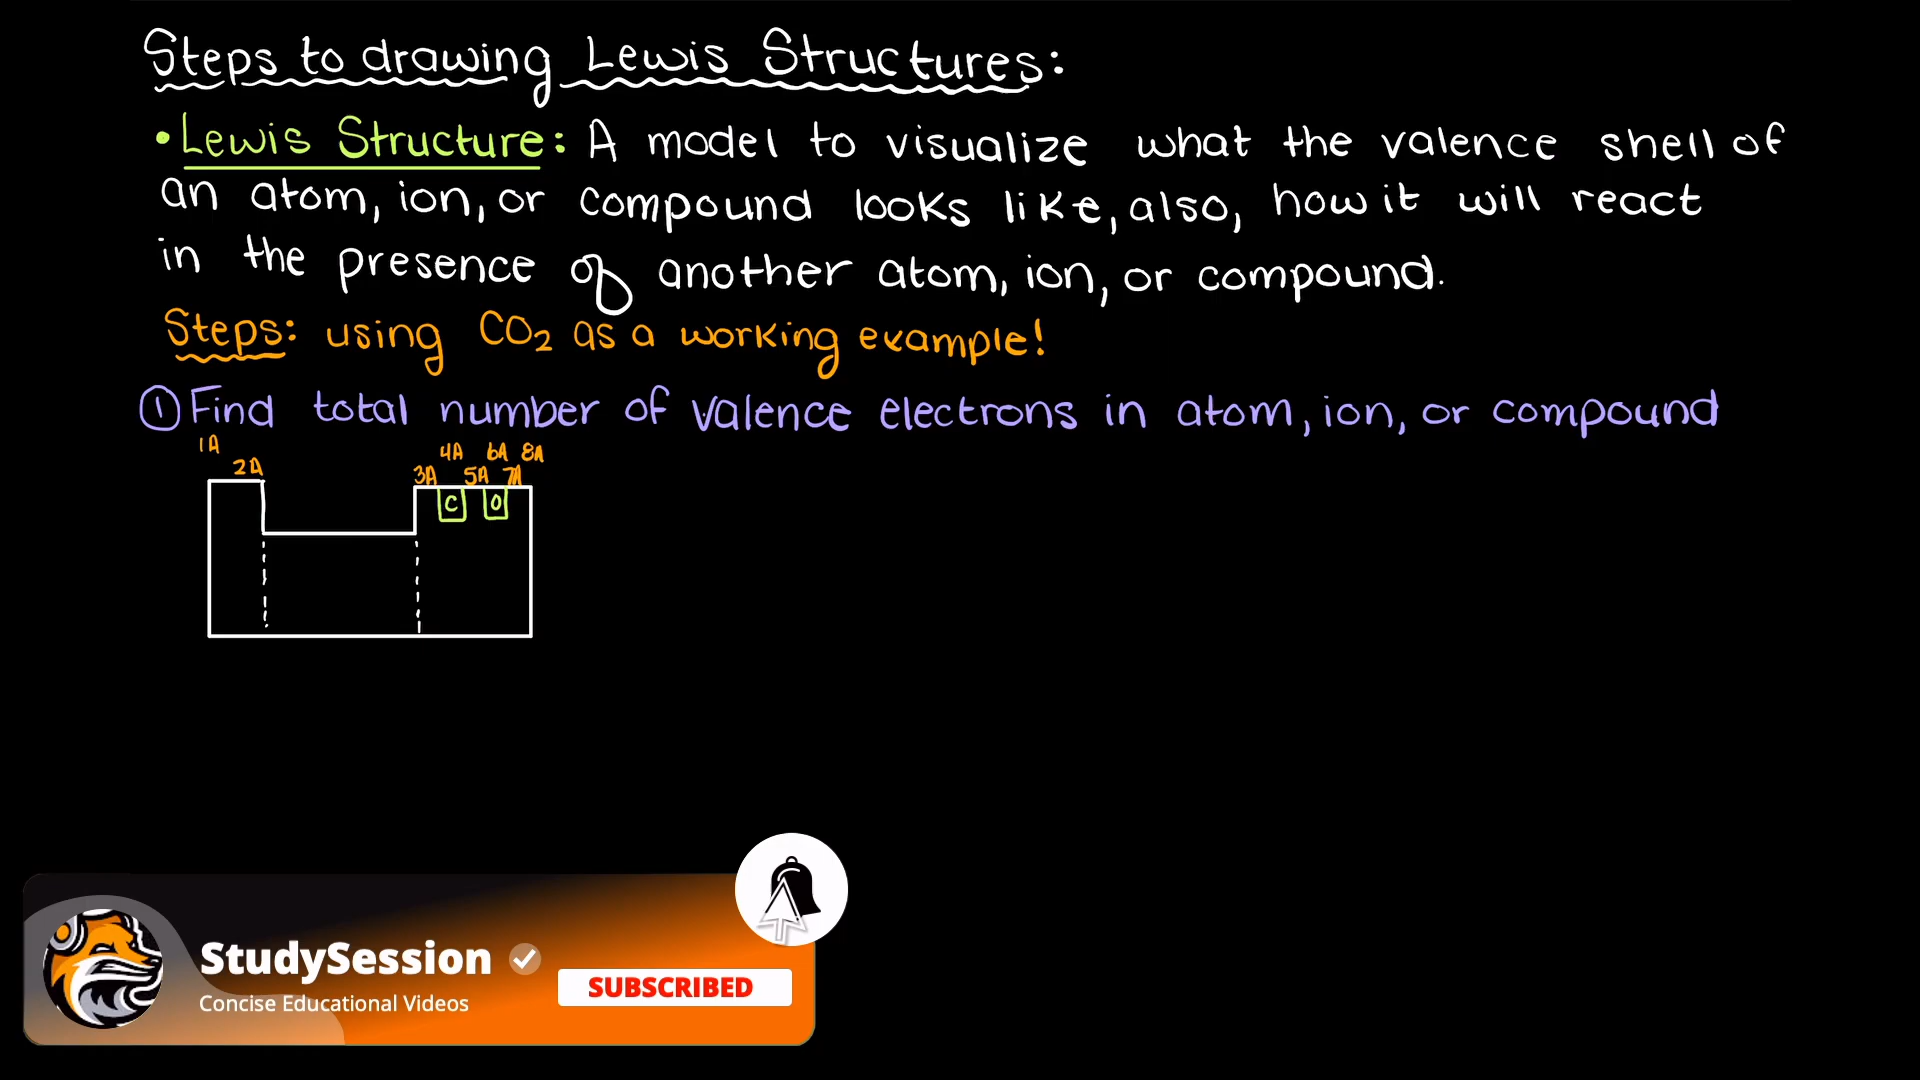 Steps to drawing Lewis Structures:
• Lewis Structure: A model to visualize what the valence shell of
an atom, ion, or compound looks like, also, how it will react
in the presence of another atom, ion, or compound.
Steps: using CO₂ as a working example!
① Find total number of valence electrons in atom, ion, or compound
1A
2A
3A 4A 5A 6A 7A 8A
C O
StudySession
Concise Educational Videos
SUBSCRIBED